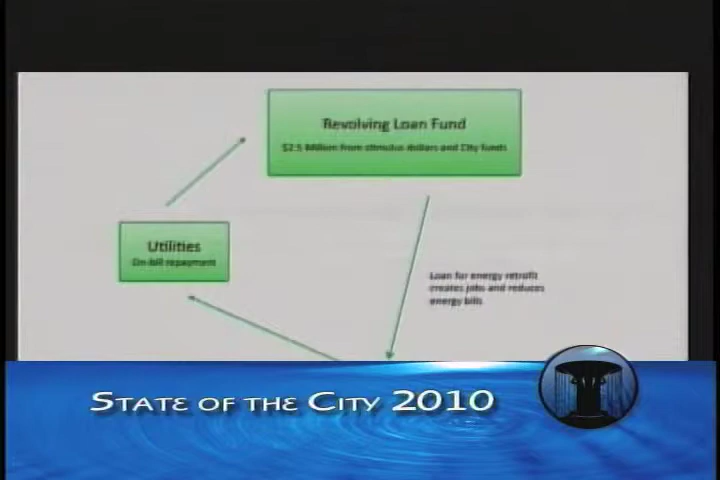 Revolving Loan Fund
$2.5 Million from stimulus dollars and City funds
Utilities
On-bill repayment
Loan for energy retrofit
creates jobs and reduces
energy bills
STATE OF THE CITY 2010